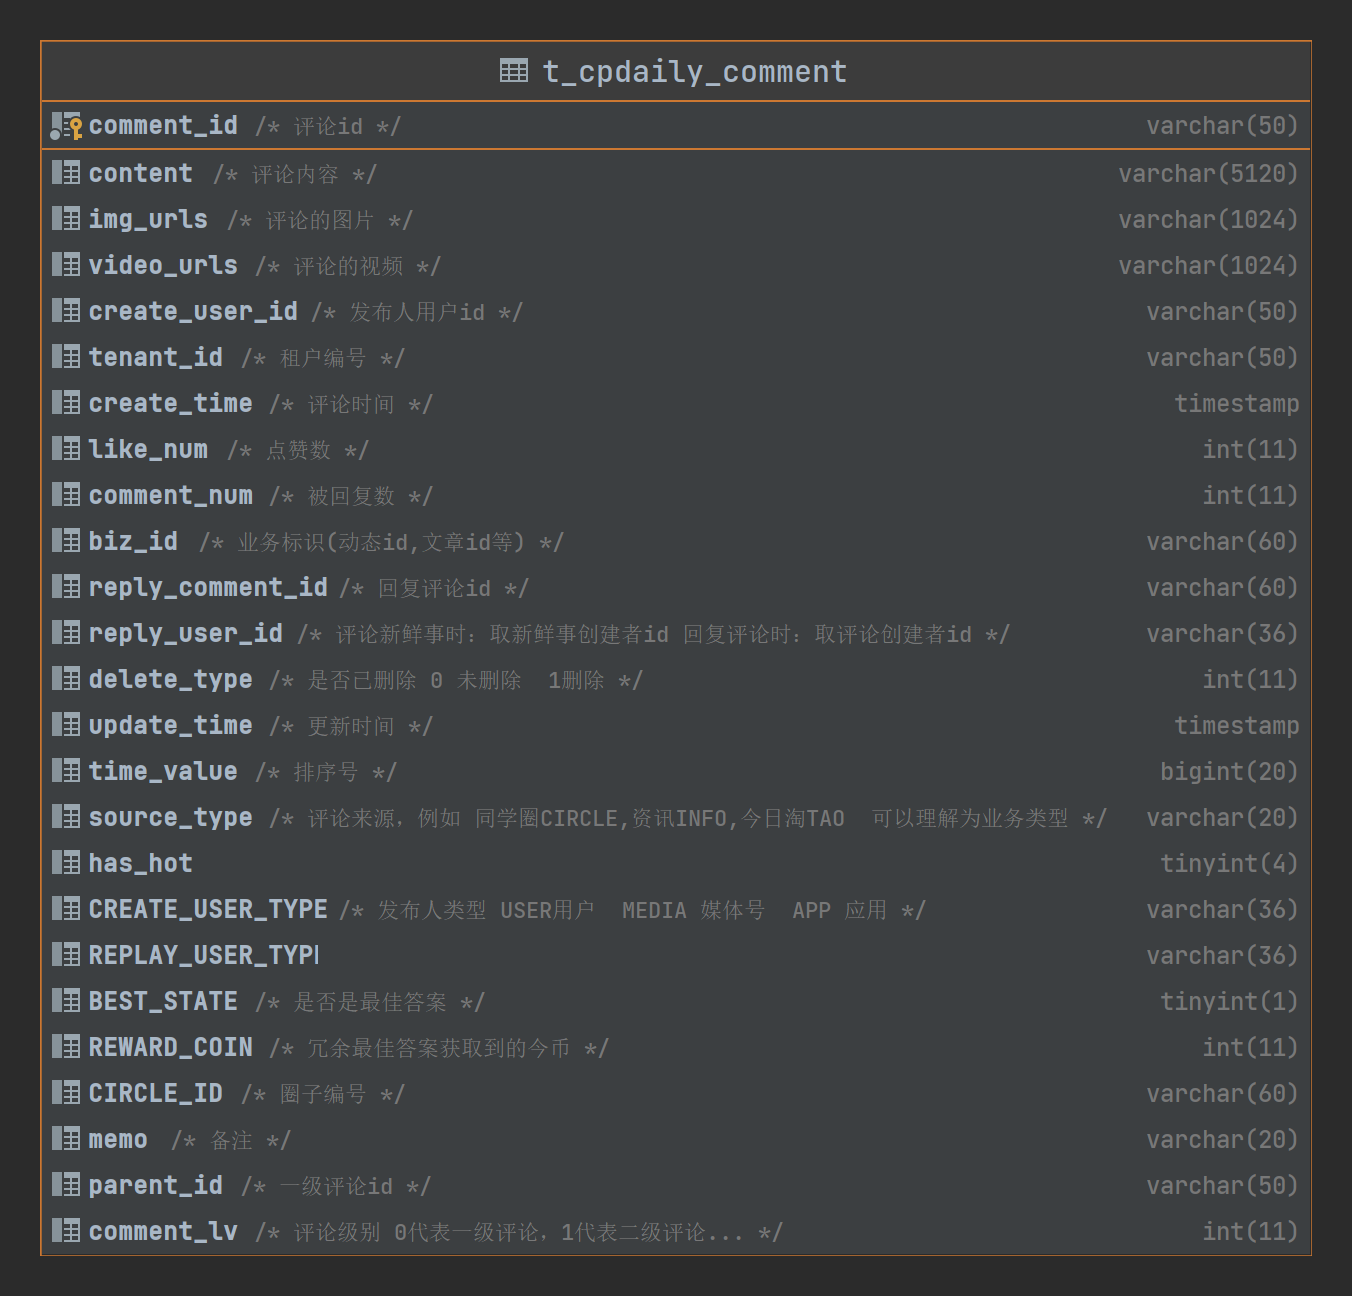 t_cpdaily_comment
comment_id /* 评论id */ varchar(50)
content /* 评论内容 */ varchar(5120)
img_urls /* 评论的图片 */ varchar(1024)
video_urls /* 评论的视频 */ varchar(1024)
create_user_id /* 发布人用户id */ varchar(50)
tenant_id /* 租户编号 */ varchar(50)
create_time /* 评论时间 */ timestamp
like_num /* 点赞数 */ int(11)
comment_num /* 被回复数 */ int(11)
biz_id /* 业务标识(动态id,文章id等) */ varchar(60)
reply_comment_id /* 回复评论id */ varchar(60)
reply_user_id /* 评论新鲜事时：取新鲜事创建者id 回复评论时：取评论创建者id */ varchar(36)
delete_type /* 是否已删除 0 未删除  1删除 */ int(11)
update_time /* 更新时间 */ timestamp
time_value /* 排序号 */ bigint(20)
source_type /* 评论来源，例如 同学圈CIRCLE,资讯INFO,今日淘TAO  可以理解为业务类型 */ varchar(20)
has_hot tinyint(4)
CREATE_USER_TYPE /* 发布人类型 USER用户  MEDIA 媒体号  APP 应用 */ varchar(36)
REPLAY_USER_TYP varchar(36)
BEST_STATE /* 是否是最佳答案 */ tinyint(1)
REWARD_COIN /* 冗余最佳答案获取到的今币 */ int(11)
CIRCLE_ID /* 圈子编号 */ varchar(60)
memo /* 备注 */ varchar(20)
parent_id /* 一级评论id */ varchar(50)
comment_lv /* 评论级别 0代表一级评论，1代表二级评论... */ int(11)